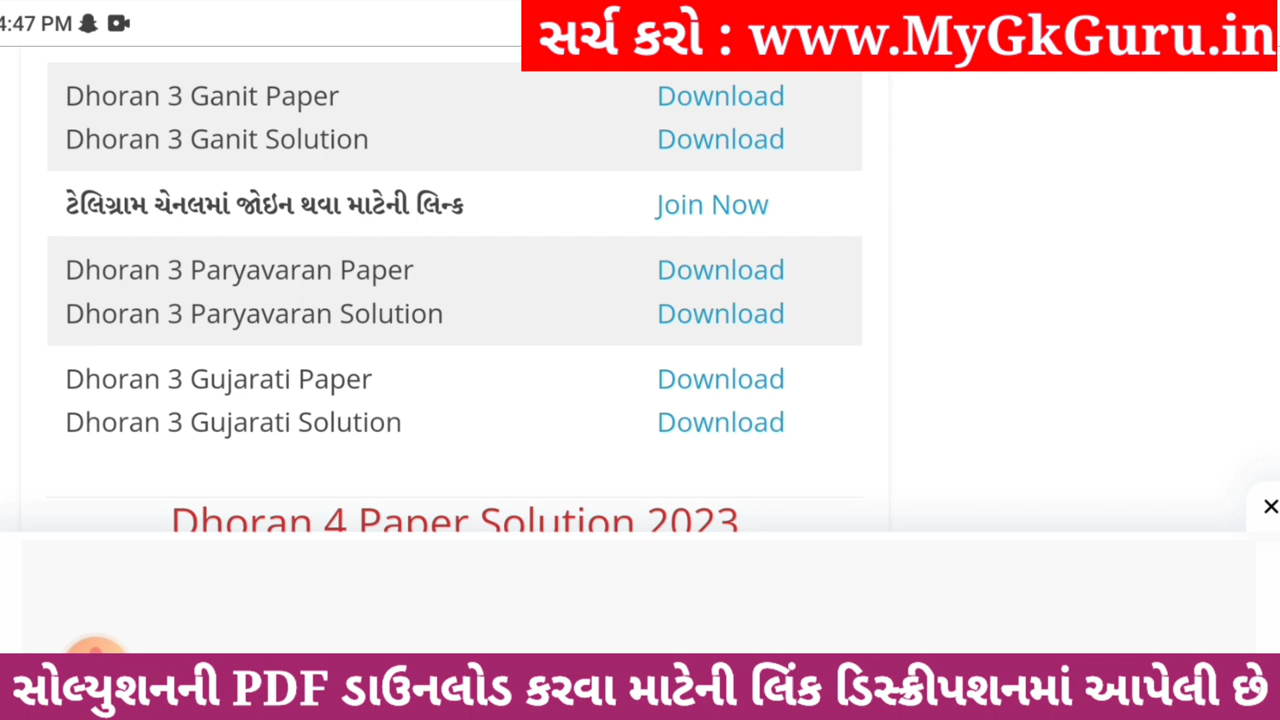 4:47 PM
સર્ચ કરો : www.MyGkGuru.in
Dhoran 3 Ganit Paper Download
Dhoran 3 Ganit Solution Download
ટેલિગ્રામ ચેનલમાં જોઇન થવા માટેની લિન્ક Join Now
Dhoran 3 Paryavaran Paper Download
Dhoran 3 Paryavaran Solution Download
Dhoran 3 Gujarati Paper Download
Dhoran 3 Gujarati Solution Download
Dhoran 4 Paper Solution 2023
સોલ્યુશનની PDF ડાઉનલોડ કરવા માટેની લિંક ડિસ્ક્રીપશનમાં આપેલી છે